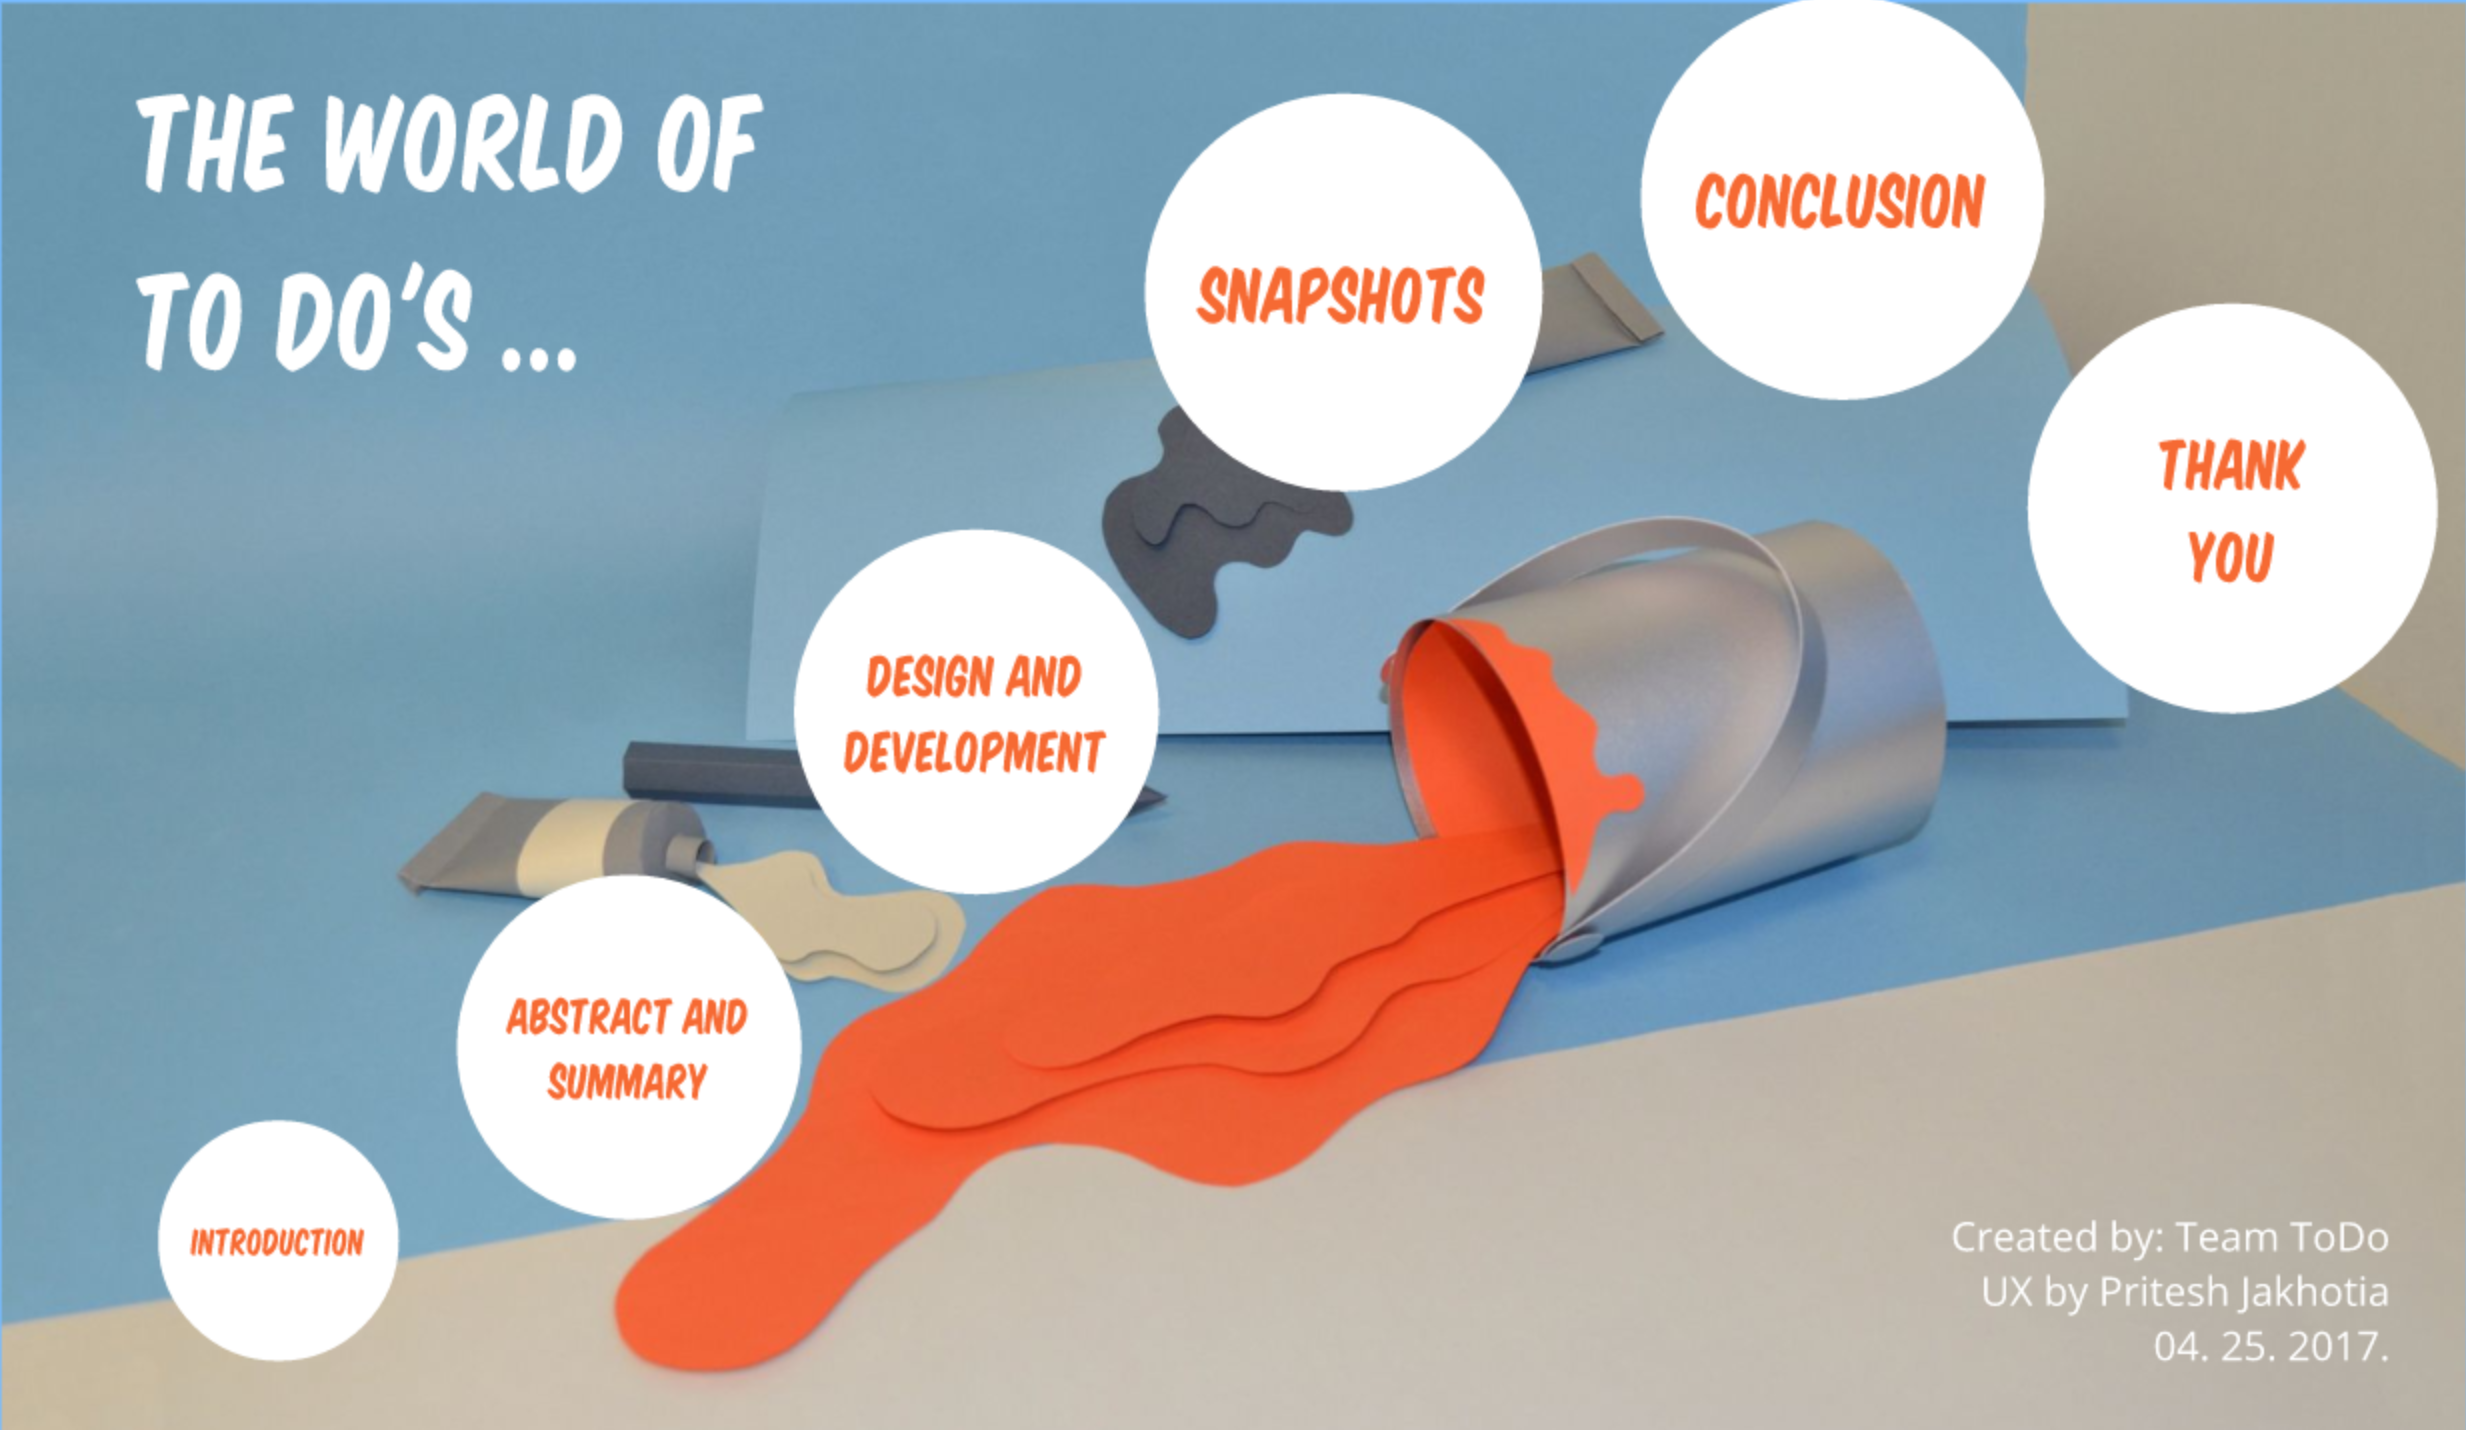 THE WORLD OF
TO DO'S ...
INTRODUCTION
ABSTRACT AND
SUMMARY
DESIGN AND
DEVELOPMENT
SNAPSHOTS
CONCLUSION
THANK
YOU
Created by: Team ToDo
UX by Pritesh Jakhotia
04. 25. 2017.